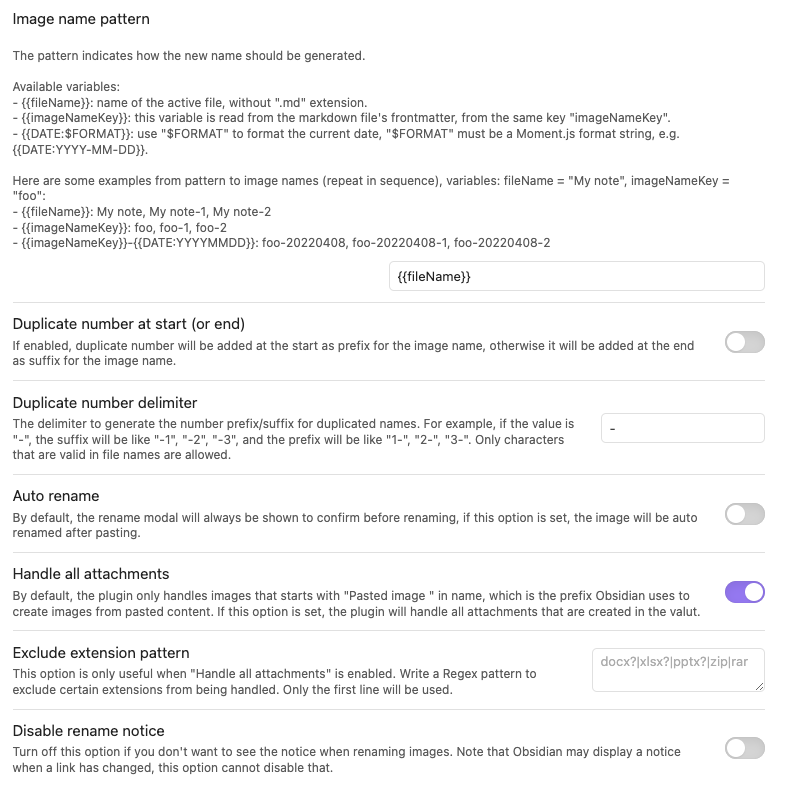 Image name pattern
The pattern indicates how the new name should be generated.
Available variables:
- {{fileName}}: name of the active file, without ".md" extension.
- {{imageNameKey}}: this variable is read from the markdown file's frontmatter, from the same key "imageNameKey".
- {{DATE:$FORMAT}}: use "$FORMAT" to format the current date, "$FORMAT" must be a Moment.js format string, e.g.
{{DATE:YYYY-MM-DD}}.
Here are some examples from pattern to image names (repeat in sequence), variables: fileName = "My note", imageNameKey =
"foo":
- {{fileName}}: My note, My note-1, My note-2
- {{imageNameKey}}: foo, foo-1, foo-2
- {{imageNameKey}}-{{DATE:YYYYMMDD}}: foo-20220408, foo-20220408-1, foo-20220408-2
{{fileName}}
Duplicate number at start (or end)
If enabled, duplicate number will be added at the start as prefix for the image name, otherwise it will be added at the end
as suffix for the image name.
Duplicate number delimiter
The delimiter to generate the number prefix/suffix for duplicated names. For example, if the value is
"-", the suffix will be like "-1", "-2", "-3", and the prefix will be like "1-", "2-", "3-". Only characters
that are valid in file names are allowed.
-
Auto rename
By default, the rename modal will always be shown to confirm before renaming, if this option is set, the image will be auto
renamed after pasting.
Handle all attachments
By default, the plugin only handles images that starts with "Pasted image " in name, which is the prefix Obsidian uses to
create images from pasted content. If this option is set, the plugin will handle all attachments that are created in the valut.
Exclude extension pattern
This option is only useful when "Handle all attachments" is enabled. Write a Regex pattern to
exclude certain extensions from being handled. Only the first line will be used.
docx?|xlsx?|pptx?|zip|rar
Disable rename notice
Turn off this option if you don't want to see the notice when renaming images. Note that Obsidian may display a notice
when a link has changed, this option cannot disable that.